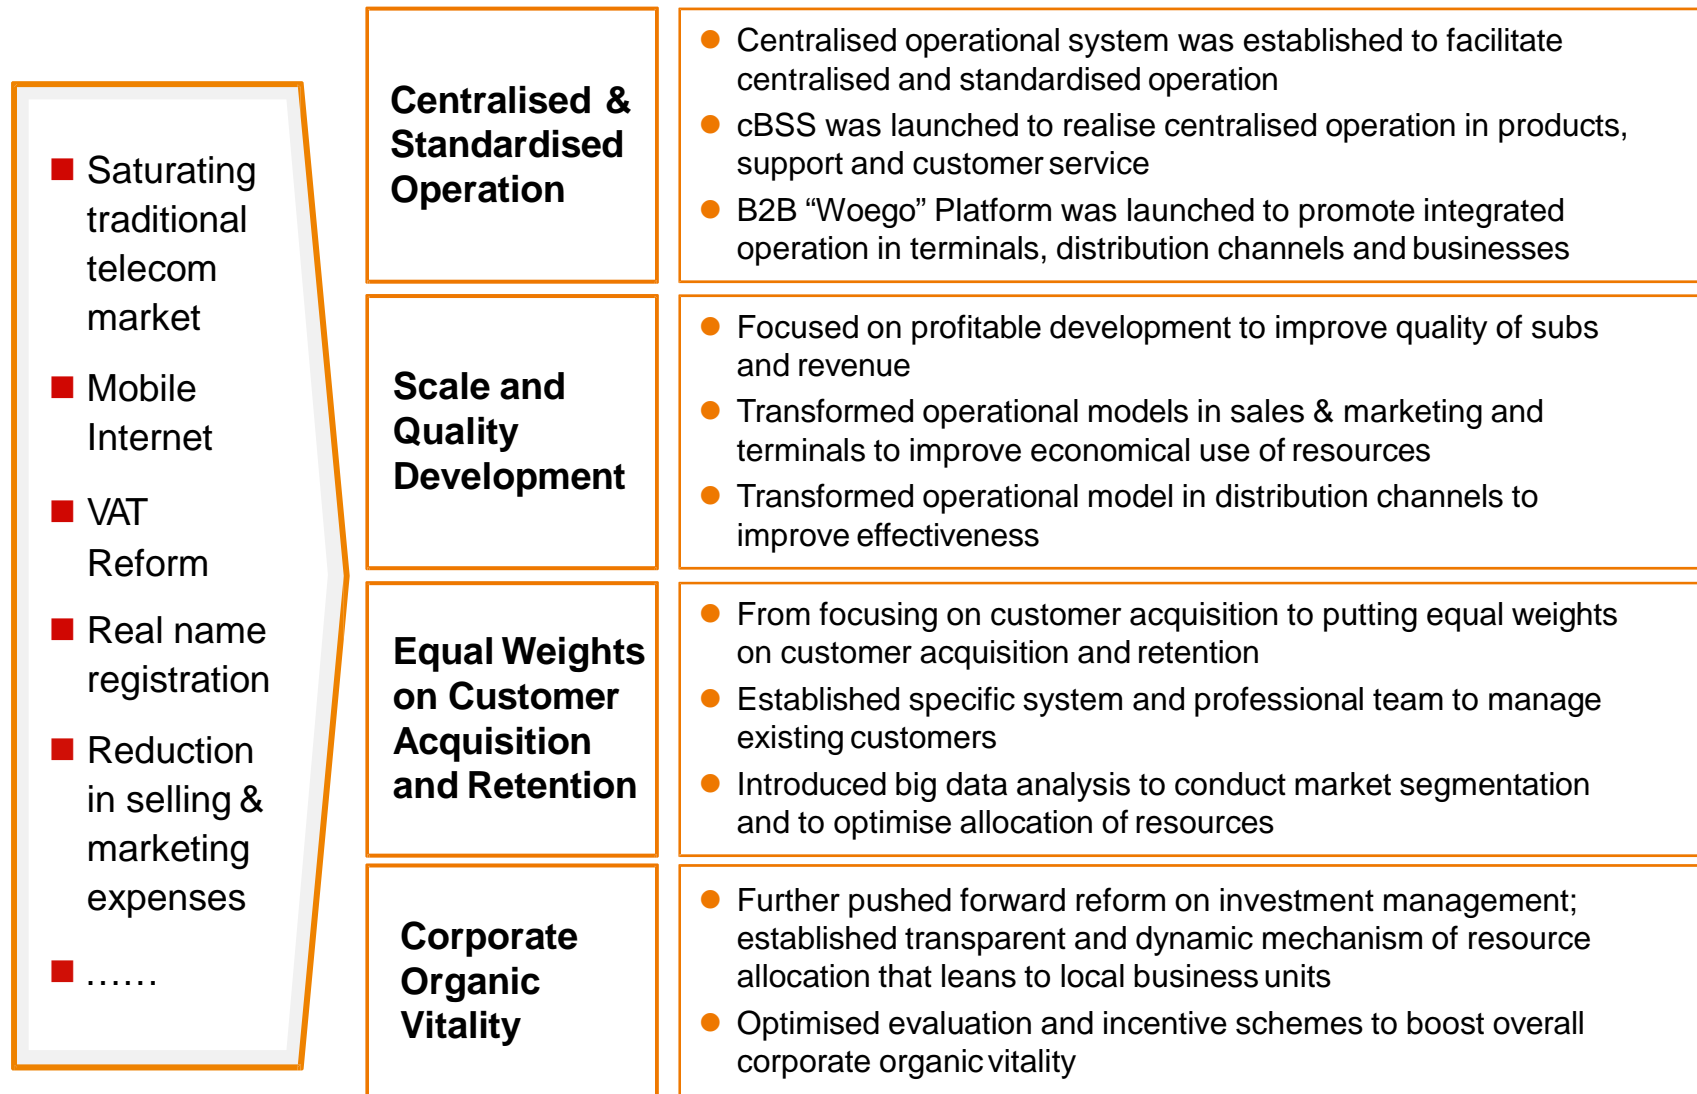 Saturating
traditional
telecom
market
Mobile
Internet
VAT
Reform
Real name
registration
Reduction
in selling &
marketing
expenses
……
Centralised &
Standardised
Operation
Centralised operational system was established to facilitate
centralised and standardised operation
cBSS was launched to realise centralised operation in products,
support and customer service
B2B “Woego” Platform was launched to promote integrated
operation in terminals, distribution channels and businesses
Scale and
Quality
Development
Focused on profitable development to improve quality of subs
and revenue
Transformed operational models in sales & marketing and
terminals to improve economical use of resources
Transformed operational model in distribution channels to
improve effectiveness
Equal Weights
on Customer
Acquisition
and Retention
From focusing on customer acquisition to putting equal weights
on customer acquisition and retention
Established specific system and professional team to manage
existing customers
Introduced big data analysis to conduct market segmentation
and to optimise allocation of resources
Corporate
Organic
Vitality
Further pushed forward reform on investment management;
established transparent and dynamic mechanism of resource
allocation that leans to local business units
Optimised evaluation and incentive schemes to boost overall
corporate organic vitality